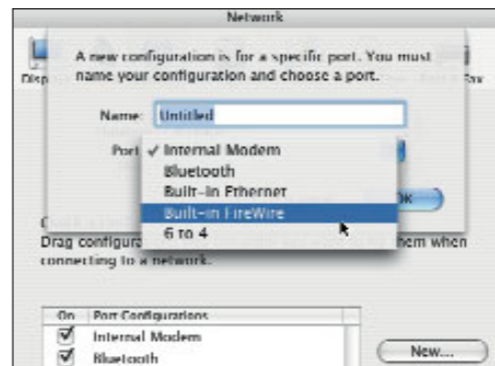 Network
A new configuration is for a specific port. You must
name your configuration and choose a port.
Name: Untitled
Port ✓ Internal Modem
Bluetooth
Built-in Ethernet
Built-in FireWire
6 to 4
OK
Drag configura
hem when
connecting to a network.
On Port Configurations
Internal Modem
Bluetooth
New...